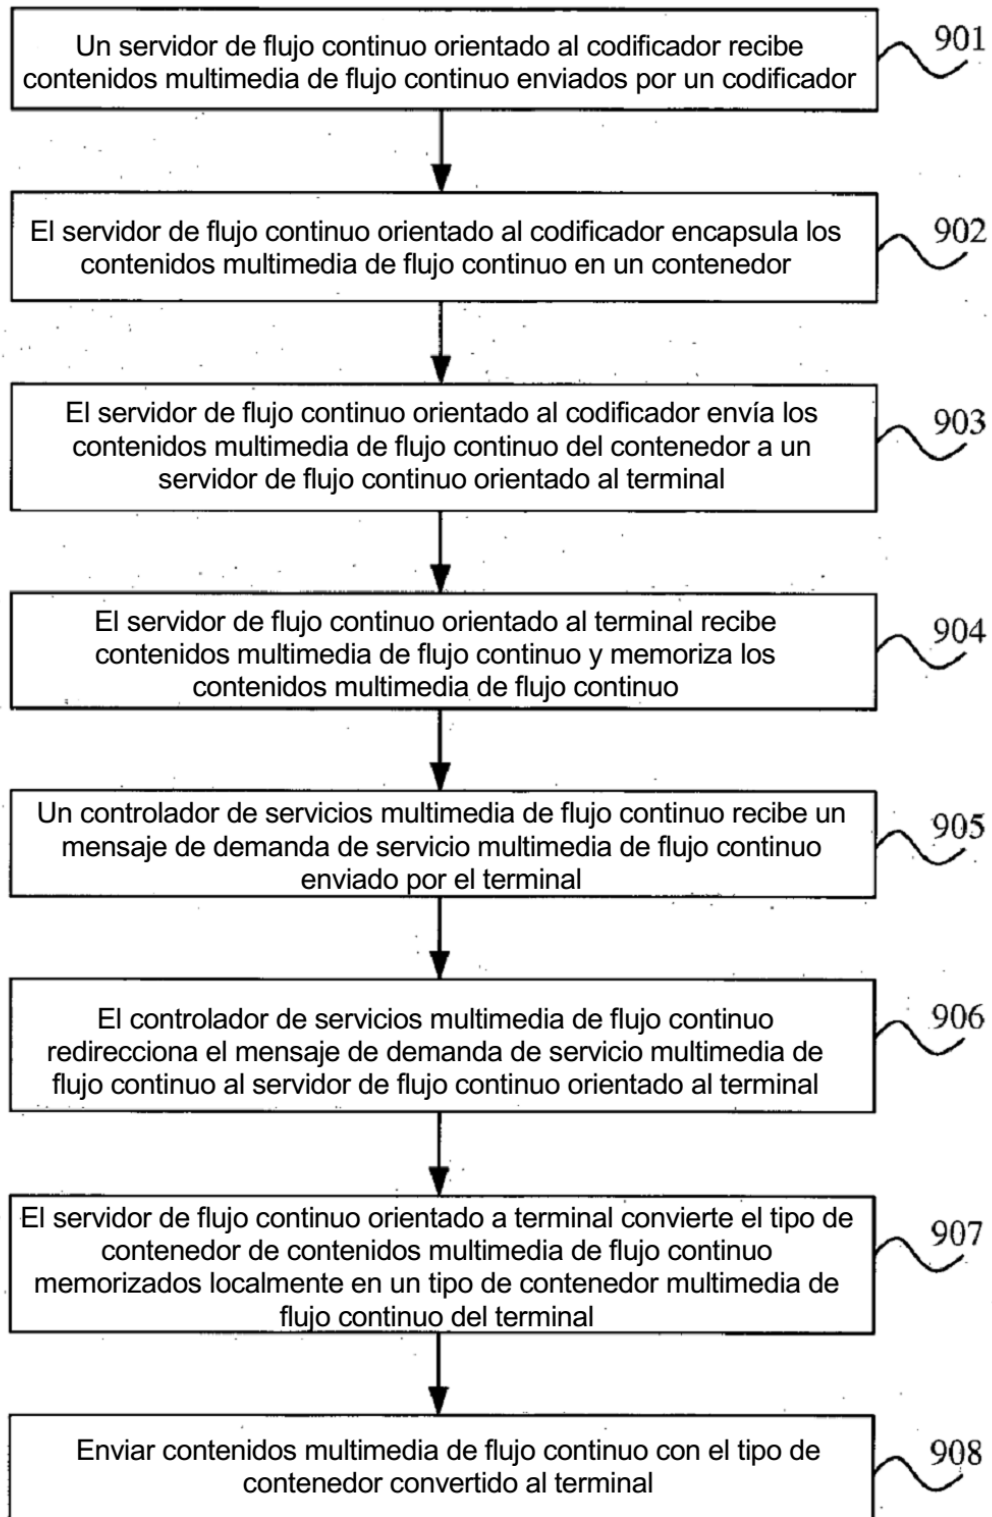 Un servidor de flujo continuo orientado al codificador recibe
contenidos multimedia de flujo continuo enviados por un codificador
901
El servidor de flujo continuo orientado al codificador encapsula los
contenidos multimedia de flujo continuo en un contenedor
902
El servidor de flujo continuo orientado al codificador envía los
contenidos multimedia de flujo continuo del contenedor a un
servidor de flujo continuo orientado al terminal
903
El servidor de flujo continuo orientado al terminal recibe
contenidos multimedia de flujo continuo y memoriza los
contenidos multimedia de flujo continuo
904
Un controlador de servicios multimedia de flujo continuo recibe un
mensaje de demanda de servicio multimedia de flujo continuo
enviado por el terminal
905
El controlador de servicios multimedia de flujo continuo
redirecciona el mensaje de demanda de servicio multimedia de
flujo continuo al servidor de flujo continuo orientado al terminal
906
El servidor de flujo continuo orientado a terminal convierte el tipo de
contenedor de contenidos multimedia de flujo continuo
memorizados localmente en un tipo de contenedor multimedia de
flujo continuo del terminal
907
Enviar contenidos multimedia de flujo continuo con el tipo de
contenedor convertido al terminal
908